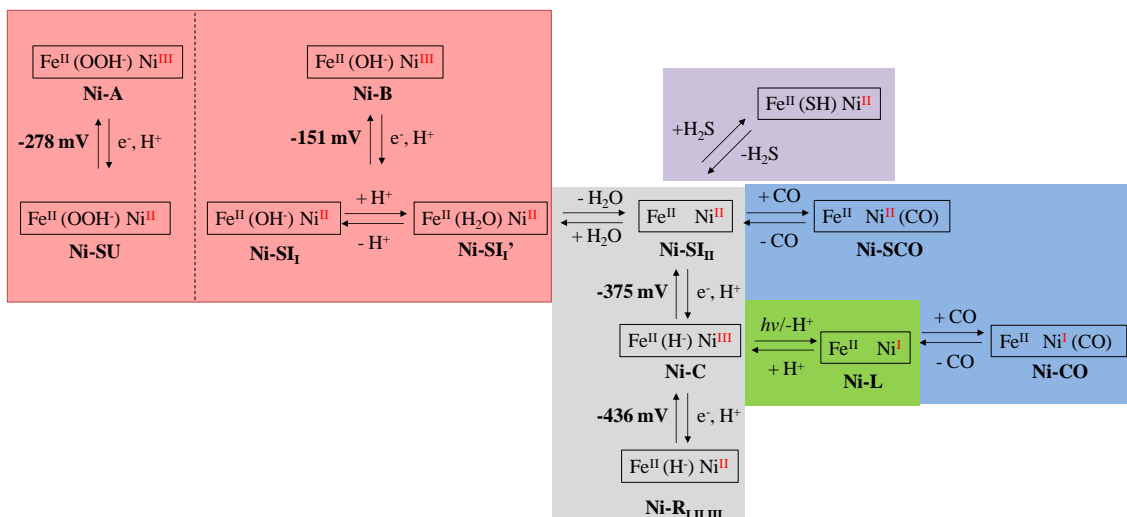 Fe^II (OOH⁻) Ni^III
Ni-A
-278 mV
e⁻, H⁺
Fe^II (OOH⁻) Ni^II
Ni-SU
Fe^II (OH⁻) Ni^III
Ni-B
-151 mV
e⁻, H⁺
Fe^II (OH⁻) Ni^II
Ni-SI_I
+ H⁺
- H⁺
Fe^II (H₂O) Ni^II
Ni-SI_I’
- H₂O
+ H₂O
Fe^II (SH) Ni^II
+H₂S
-H₂S
Fe^II Ni^II
Ni-SI_II
+ CO
- CO
Fe^II Ni^II (CO)
Ni-SCO
-375 mV
e⁻, H⁺
Fe^II (H⁻) Ni^III
Ni-C
hν/-H⁺
+ H⁺
Fe^II Ni^I
Ni-L
+ CO
- CO
Fe^II Ni^I (CO)
Ni-CO
-436 mV
e⁻, H⁺
Fe^II (H⁻) Ni^II
Ni-R_I,II,III